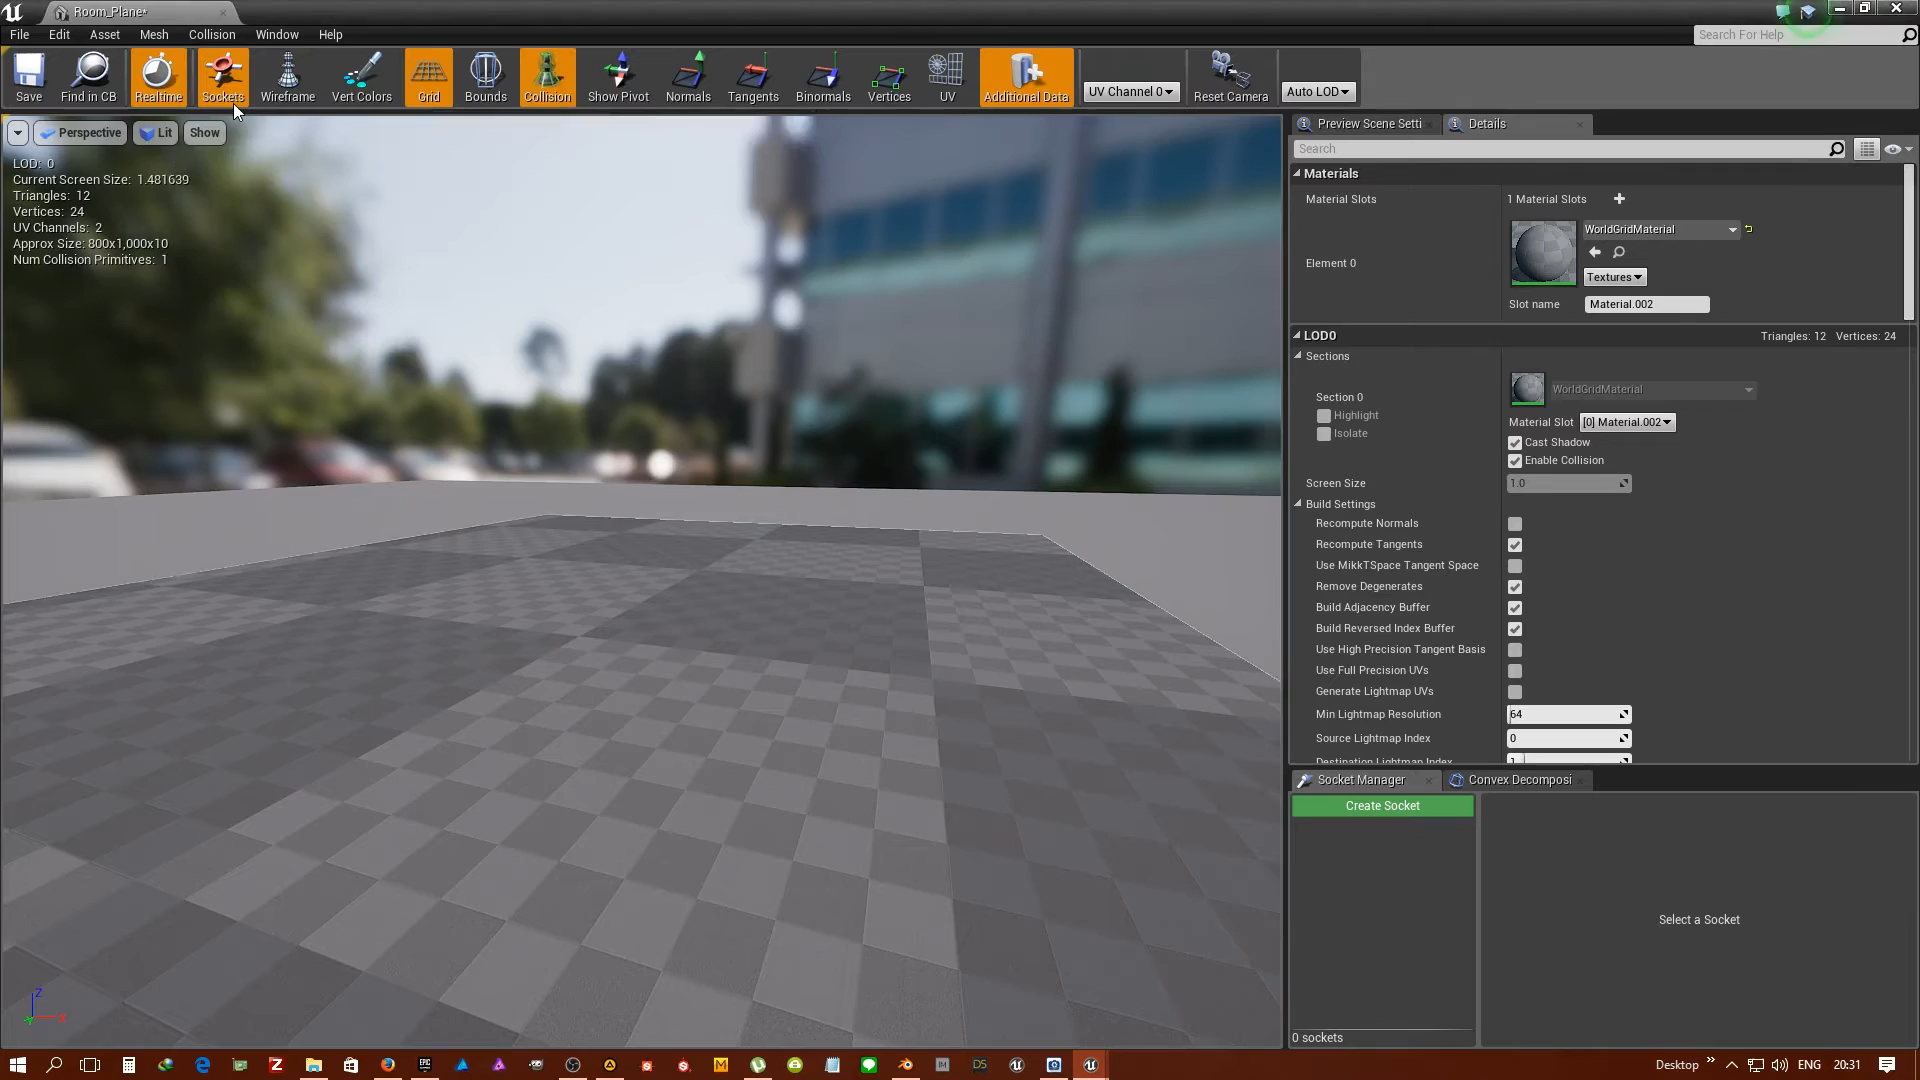 Room_Plane*
File Edit Asset Mesh Collision Window Help
Search For Help
Save Find in CB Realtime Sockets Wireframe Vert Colors Grid Bounds Collision Show Pivot Normals Tangents Binormals Vertices UV Additional Data UV Channel 0 Reset Camera Auto LOD
Perspective Lit Show
LOD: 0
Current Screen Size: 1.481639
Triangles: 12
Vertices: 24
UV Channels: 2
Approx Size: 800x1,000x10
Num Collision Primitives: 1
Preview Scene Setti Details
Search
Materials
Material Slots 1 Material Slots
WorldGridMaterial
Element 0
Textures
Slot name Material.002
LOD0 Triangles: 12 Vertices: 24
Sections
WorldGridMaterial
Section 0
Highlight
Isolate
Material Slot [0] Material.002
Cast Shadow
Enable Collision
Screen Size 1.0
Build Settings
Recompute Normals
Recompute Tangents
Use MikkTSpace Tangent Space
Remove Degenerates
Build Adjacency Buffer
Build Reversed Index Buffer
Use High Precision Tangent Basis
Use Full Precision UVs
Generate Lightmap UVs
Min Lightmap Resolution 64
Source Lightmap Index 0
Destination Lightmap Index 1
Socket Manager Convex Decomposi
Create Socket
Select a Socket
0 sockets
Z
X
EPIC
Z
M
IM
DS
Desktop
ENG 20:31